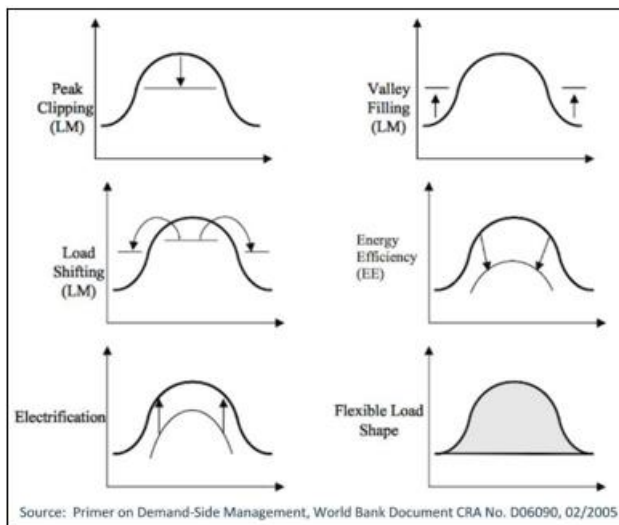 Peak
Clipping
(LM)
Valley
Filling
(LM)
Load
Shifting
(LM)
Energy
Efficiency
(EE)
Electrification
Flexible Load
Shape
Source: Primer on Demand-Side Management, World Bank Document CRA No. D06090, 02/2005